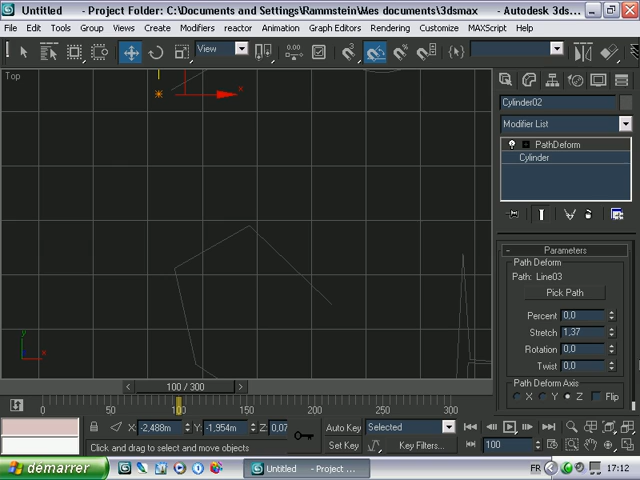 Untitled - Project Folder: C:\Documents and Settings\Rammstein\Mes documents\3dsmax - Autodesk 3ds...
File Edit Tools Group Views Create Modifiers reactor Animation Graph Editors Rendering Customize MAXScript Help
View
Top
x
Cylinder02
Modifier List
PathDeform
Cylinder
Parameters
Path Deform
Path: Line03
Pick Path
Percent 0,0
Stretch 1,37
Rotation 0,0
Twist 0,0
Path Deform Axis
X Y Z Flip
y
x
100 / 300
0 50 100 150 200 250 300
X: -2,488m Y: -1,954m Z: 0,07
Auto Key Selected
Click and drag to select and move objects
Set Key Key Filters... 100
démarrer Untitled - Project ... FR 17:12